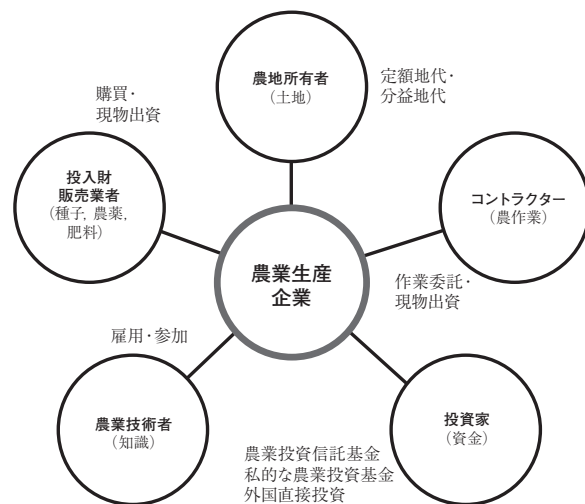 農地所有者
(土地)
定額地代・
分益地代
購買・
現物出資
投入財
販売業者
(種子, 農薬,
肥料)
コントラクター
(農作業)
農業生産
企業
作業委託・
現物出資
雇用・参加
農業技術者
(知識)
投資家
(資金)
農業投資信託基金
私的な農業投資基金
外国直接投資